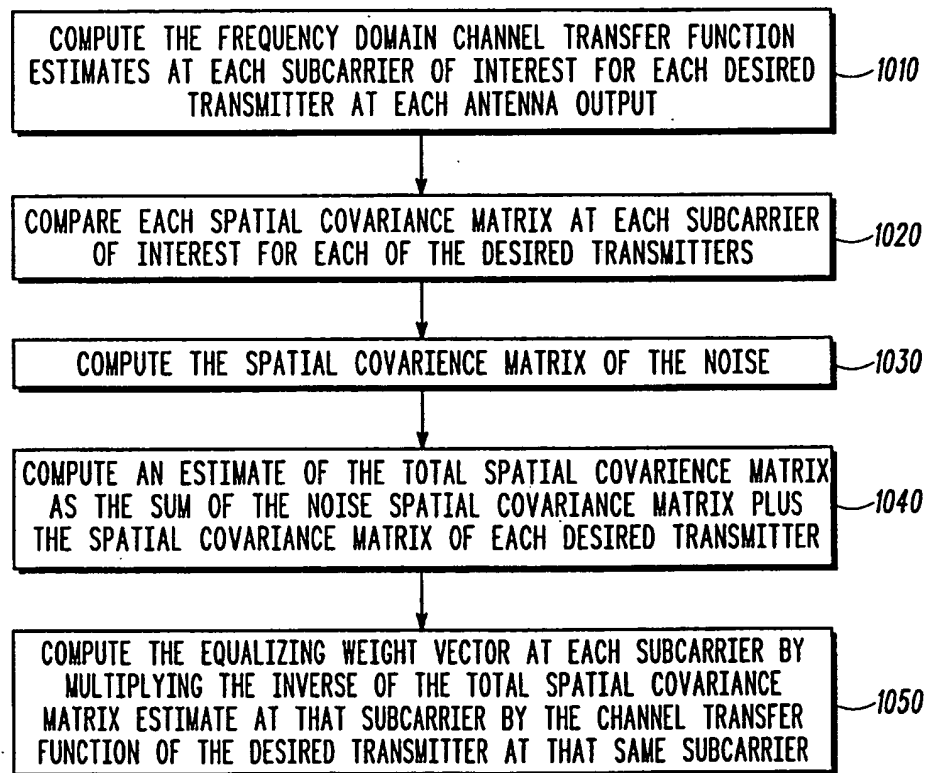 COMPUTE THE FREQUENCY DOMAIN CHANNEL TRANSFER FUNCTION
ESTIMATES AT EACH SUBCARRIER OF INTEREST FOR EACH DESIRED
TRANSMITTER AT EACH ANTENNA OUTPUT
1010
COMPARE EACH SPATIAL COVARIANCE MATRIX AT EACH SUBCARRIER
OF INTEREST FOR EACH OF THE DESIRED TRANSMITTERS
1020
COMPUTE THE SPATIAL COVARIENCE MATRIX OF THE NOISE
1030
COMPUTE AN ESTIMATE OF THE TOTAL SPATIAL COVARIENCE MATRIX
AS THE SUM OF THE NOISE SPATIAL COVARIANCE MATRIX PLUS
THE SPATIAL COVARIANCE MATRIX OF EACH DESIRED TRANSMITTER
1040
COMPUTE THE EQUALIZING WEIGHT VECTOR AT EACH SUBCARRIER BY
MULTIPLYING THE INVERSE OF THE TOTAL SPATIAL COVARIANCE
MATRIX ESTIMATE AT THAT SUBCARRIER BY THE CHANNEL TRANSFER
FUNCTION OF THE DESIRED TRANSMITTER AT THAT SAME SUBCARRIER
1050